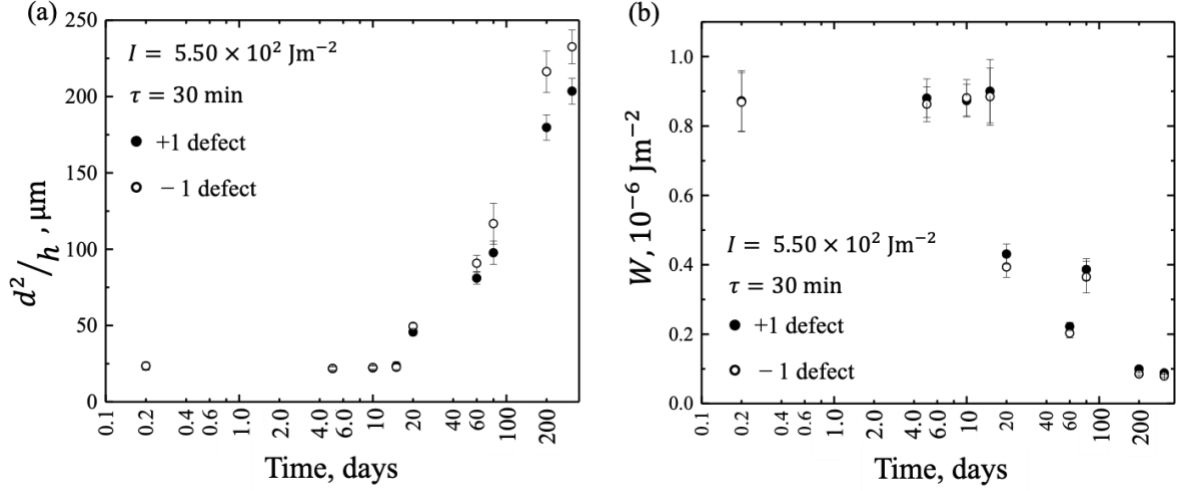 (a)
250
200
150
100
50
0
d²/h , μm
I = 5.50 × 10² Jm⁻²
τ = 30 min
+1 defect
− 1 defect
0.1 0.2 0.4 0.6 1.0 2.0 4.0 6.0 10 20 40 60 100 200
Time, days
(b)
1.0
0.8
0.6
0.4
0.2
0.0
W, 10⁻⁶ Jm⁻²
I = 5.50 × 10² Jm⁻²
τ = 30 min
+1 defect
− 1 defect
0.1 0.2 0.4 0.6 1.0 2.0 4.0 6.0 10 20 40 60 100 200
Time, days